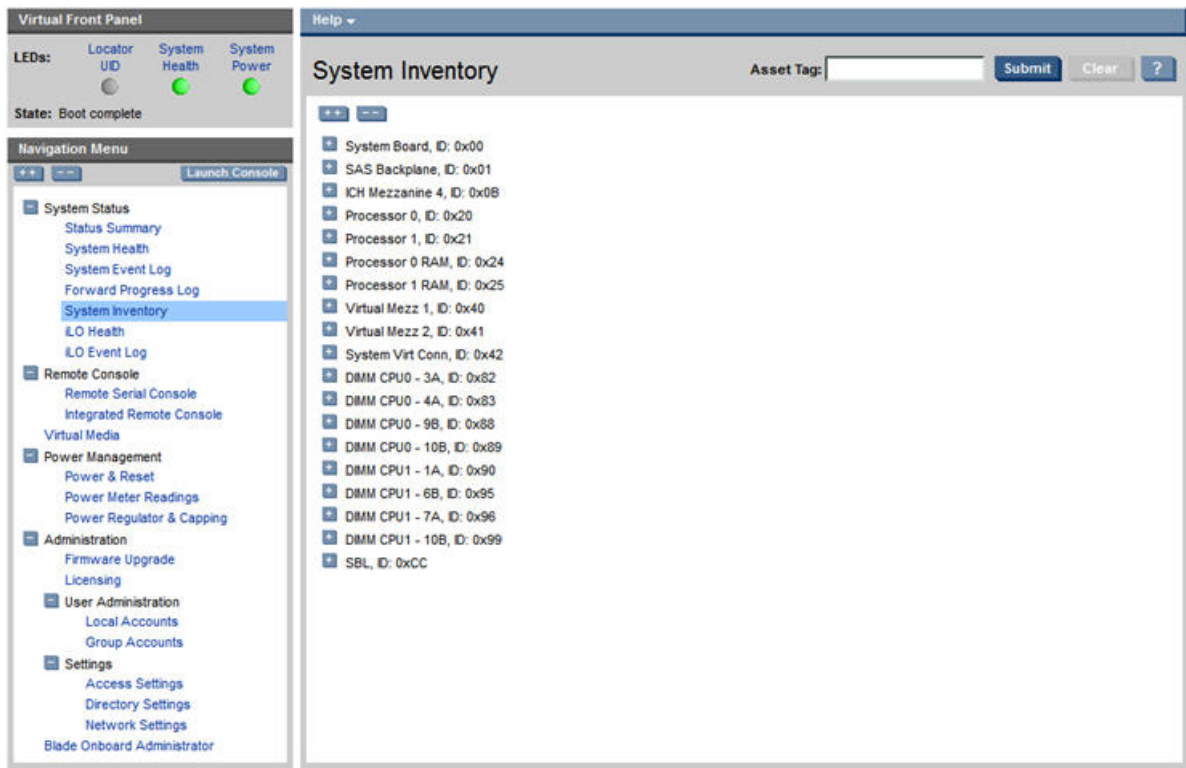 Virtual Front Panel
LEDs:
Locator UID
System Health
System Power
State: Boot complete
Navigation Menu
++ -- Launch Console
System Status
Status Summary
System Health
System Event Log
Forward Progress Log
System Inventory
iLO Health
iLO Event Log
Remote Console
Remote Serial Console
Integrated Remote Console
Virtual Media
Power Management
Power & Reset
Power Meter Readings
Power Regulator & Capping
Administration
Firmware Upgrade
Licensing
User Administration
Local Accounts
Group Accounts
Settings
Access Settings
Directory Settings
Network Settings
Blade Onboard Administrator
Help
System Inventory
Asset Tag: Submit Clear ?
++ --
System Board, ID: 0x00
SAS Backplane, ID: 0x01
ICH Mezzanine 4, ID: 0x0B
Processor 0, ID: 0x20
Processor 1, ID: 0x21
Processor 0 RAM, ID: 0x24
Processor 1 RAM, ID: 0x25
Virtual Mezz 1, ID: 0x40
Virtual Mezz 2, ID: 0x41
System Virt Conn, ID: 0x42
DIMM CPU0 - 3A, ID: 0x82
DIMM CPU0 - 4A, ID: 0x83
DIMM CPU0 - 9B, ID: 0x88
DIMM CPU0 - 10B, ID: 0x89
DIMM CPU1 - 1A, ID: 0x90
DIMM CPU1 - 6B, ID: 0x95
DIMM CPU1 - 7A, ID: 0x96
DIMM CPU1 - 10B, ID: 0x99
SBL, ID: 0xCC